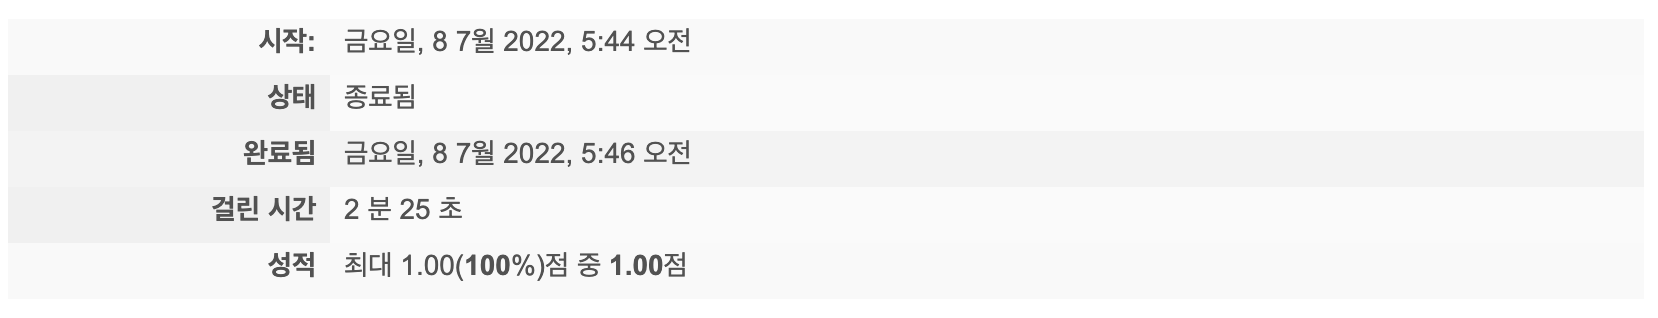 시작: 금요일, 8 7월 2022, 5:44 오전
상태 종료됨
완료됨 금요일, 8 7월 2022, 5:46 오전
걸린 시간 2 분 25 초
성적 최대 1.00(100%)점 중 1.00점